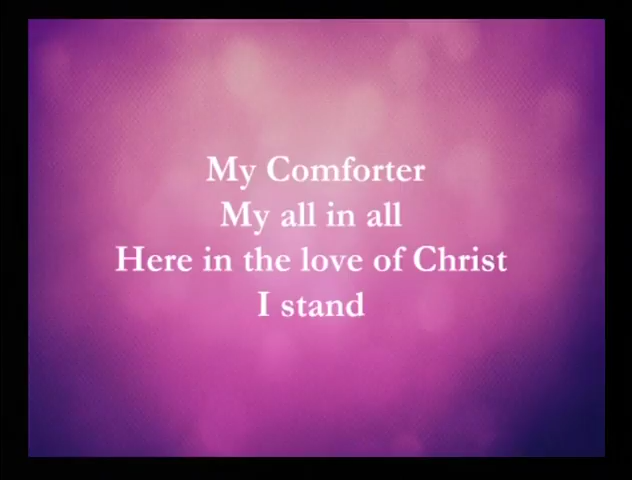 My Comforter
My all in all
Here in the love of Christ
I stand